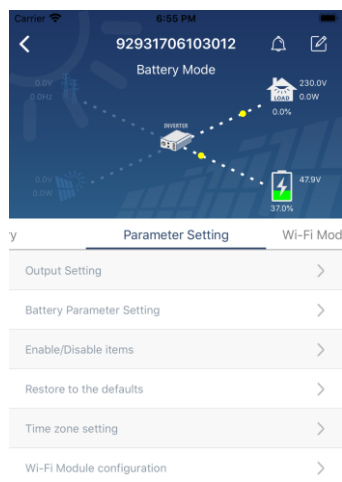 Carrier 6:55 PM
92931706103012
Battery Mode
0.0V
0.0Hz
230.0V
LOAD 0.0W
0.0%
INVERTER
0.0V
0.0W
47.9V
37.0%
y Parameter Setting Wi-Fi Mod
Output Setting
Battery Parameter Setting
Enable/Disable items
Restore to the defaults
Time zone setting
Wi-Fi Module configuration